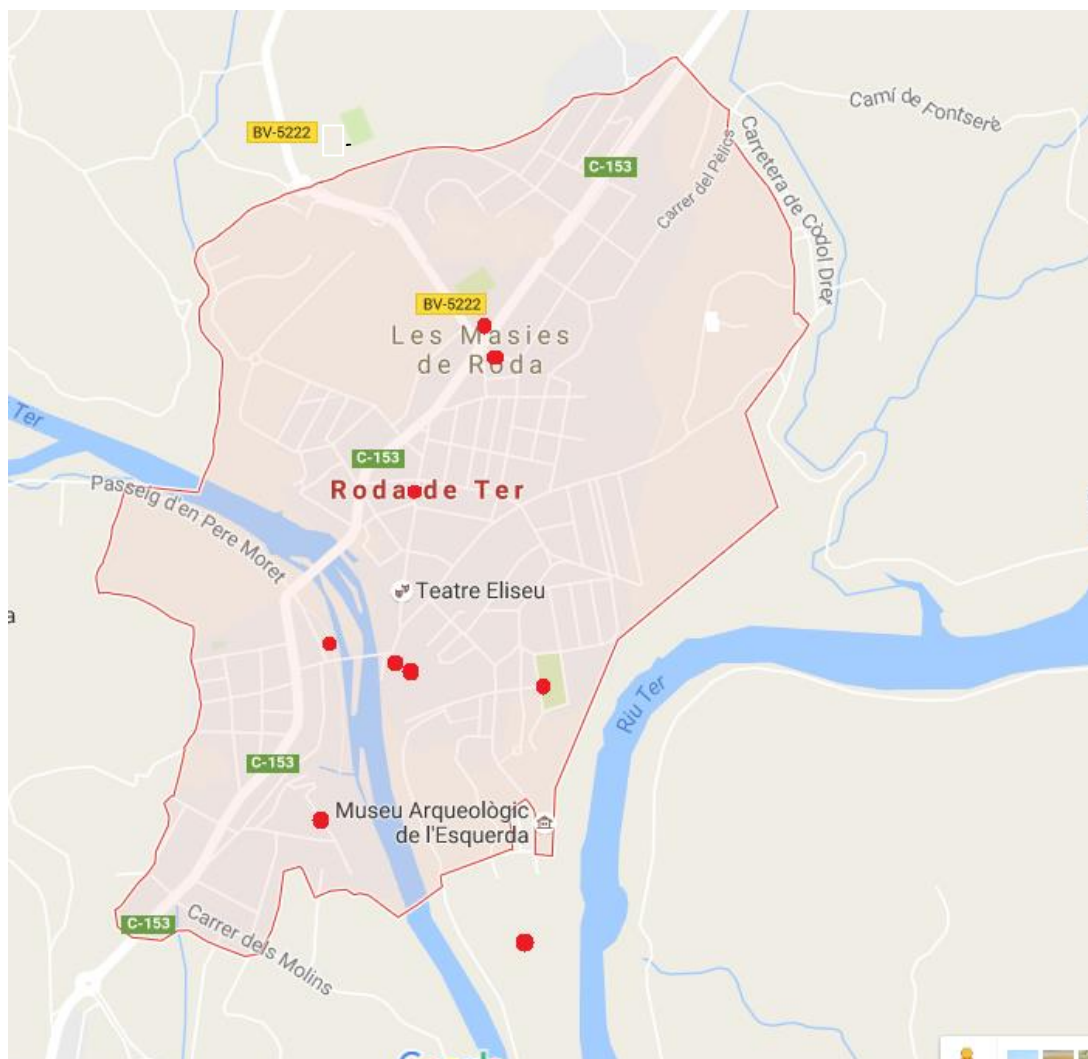 Camí de Fontserè
BV-5222
C-153
Carrer del Pèlics
Carretera de Còdol Dret
BV-5222
Les Masies
de Roda
Ter
C-153
Roda de Ter
Passeig d'en Pere Moret
Teatre Eliseu
a
Riu Ter
C-153
Museu Arqueològic
de l'Esquerda
C-153
Carrer dels Molins
Google